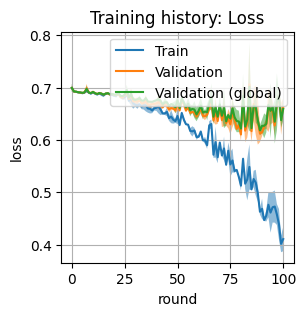 Training history: Loss
0.8
0.7
0.6
0.5
0.4
loss
Train
Validation
Validation (global)
0
25
50
75
100
round